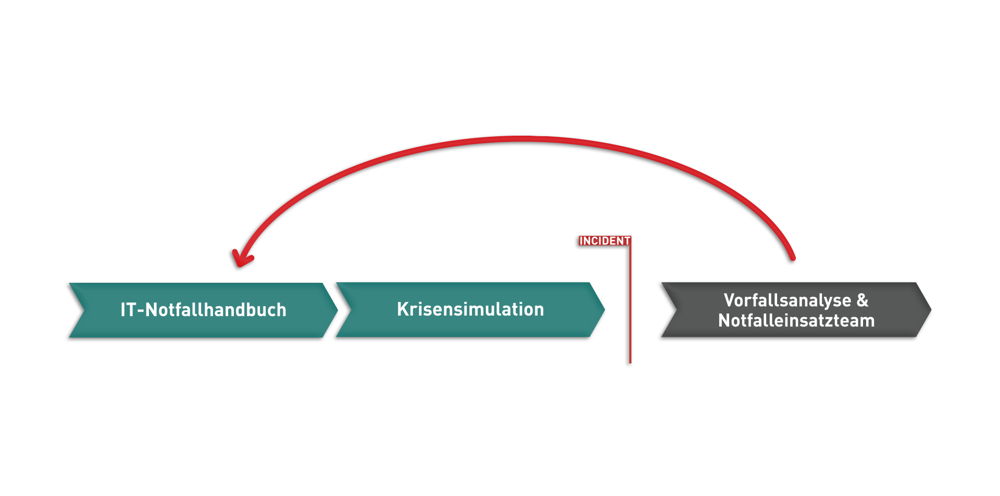 INCIDENT
IT-Notfallhandbuch
Krisensimulation
Vorfallsanalyse &
Notfalleinsatzteam